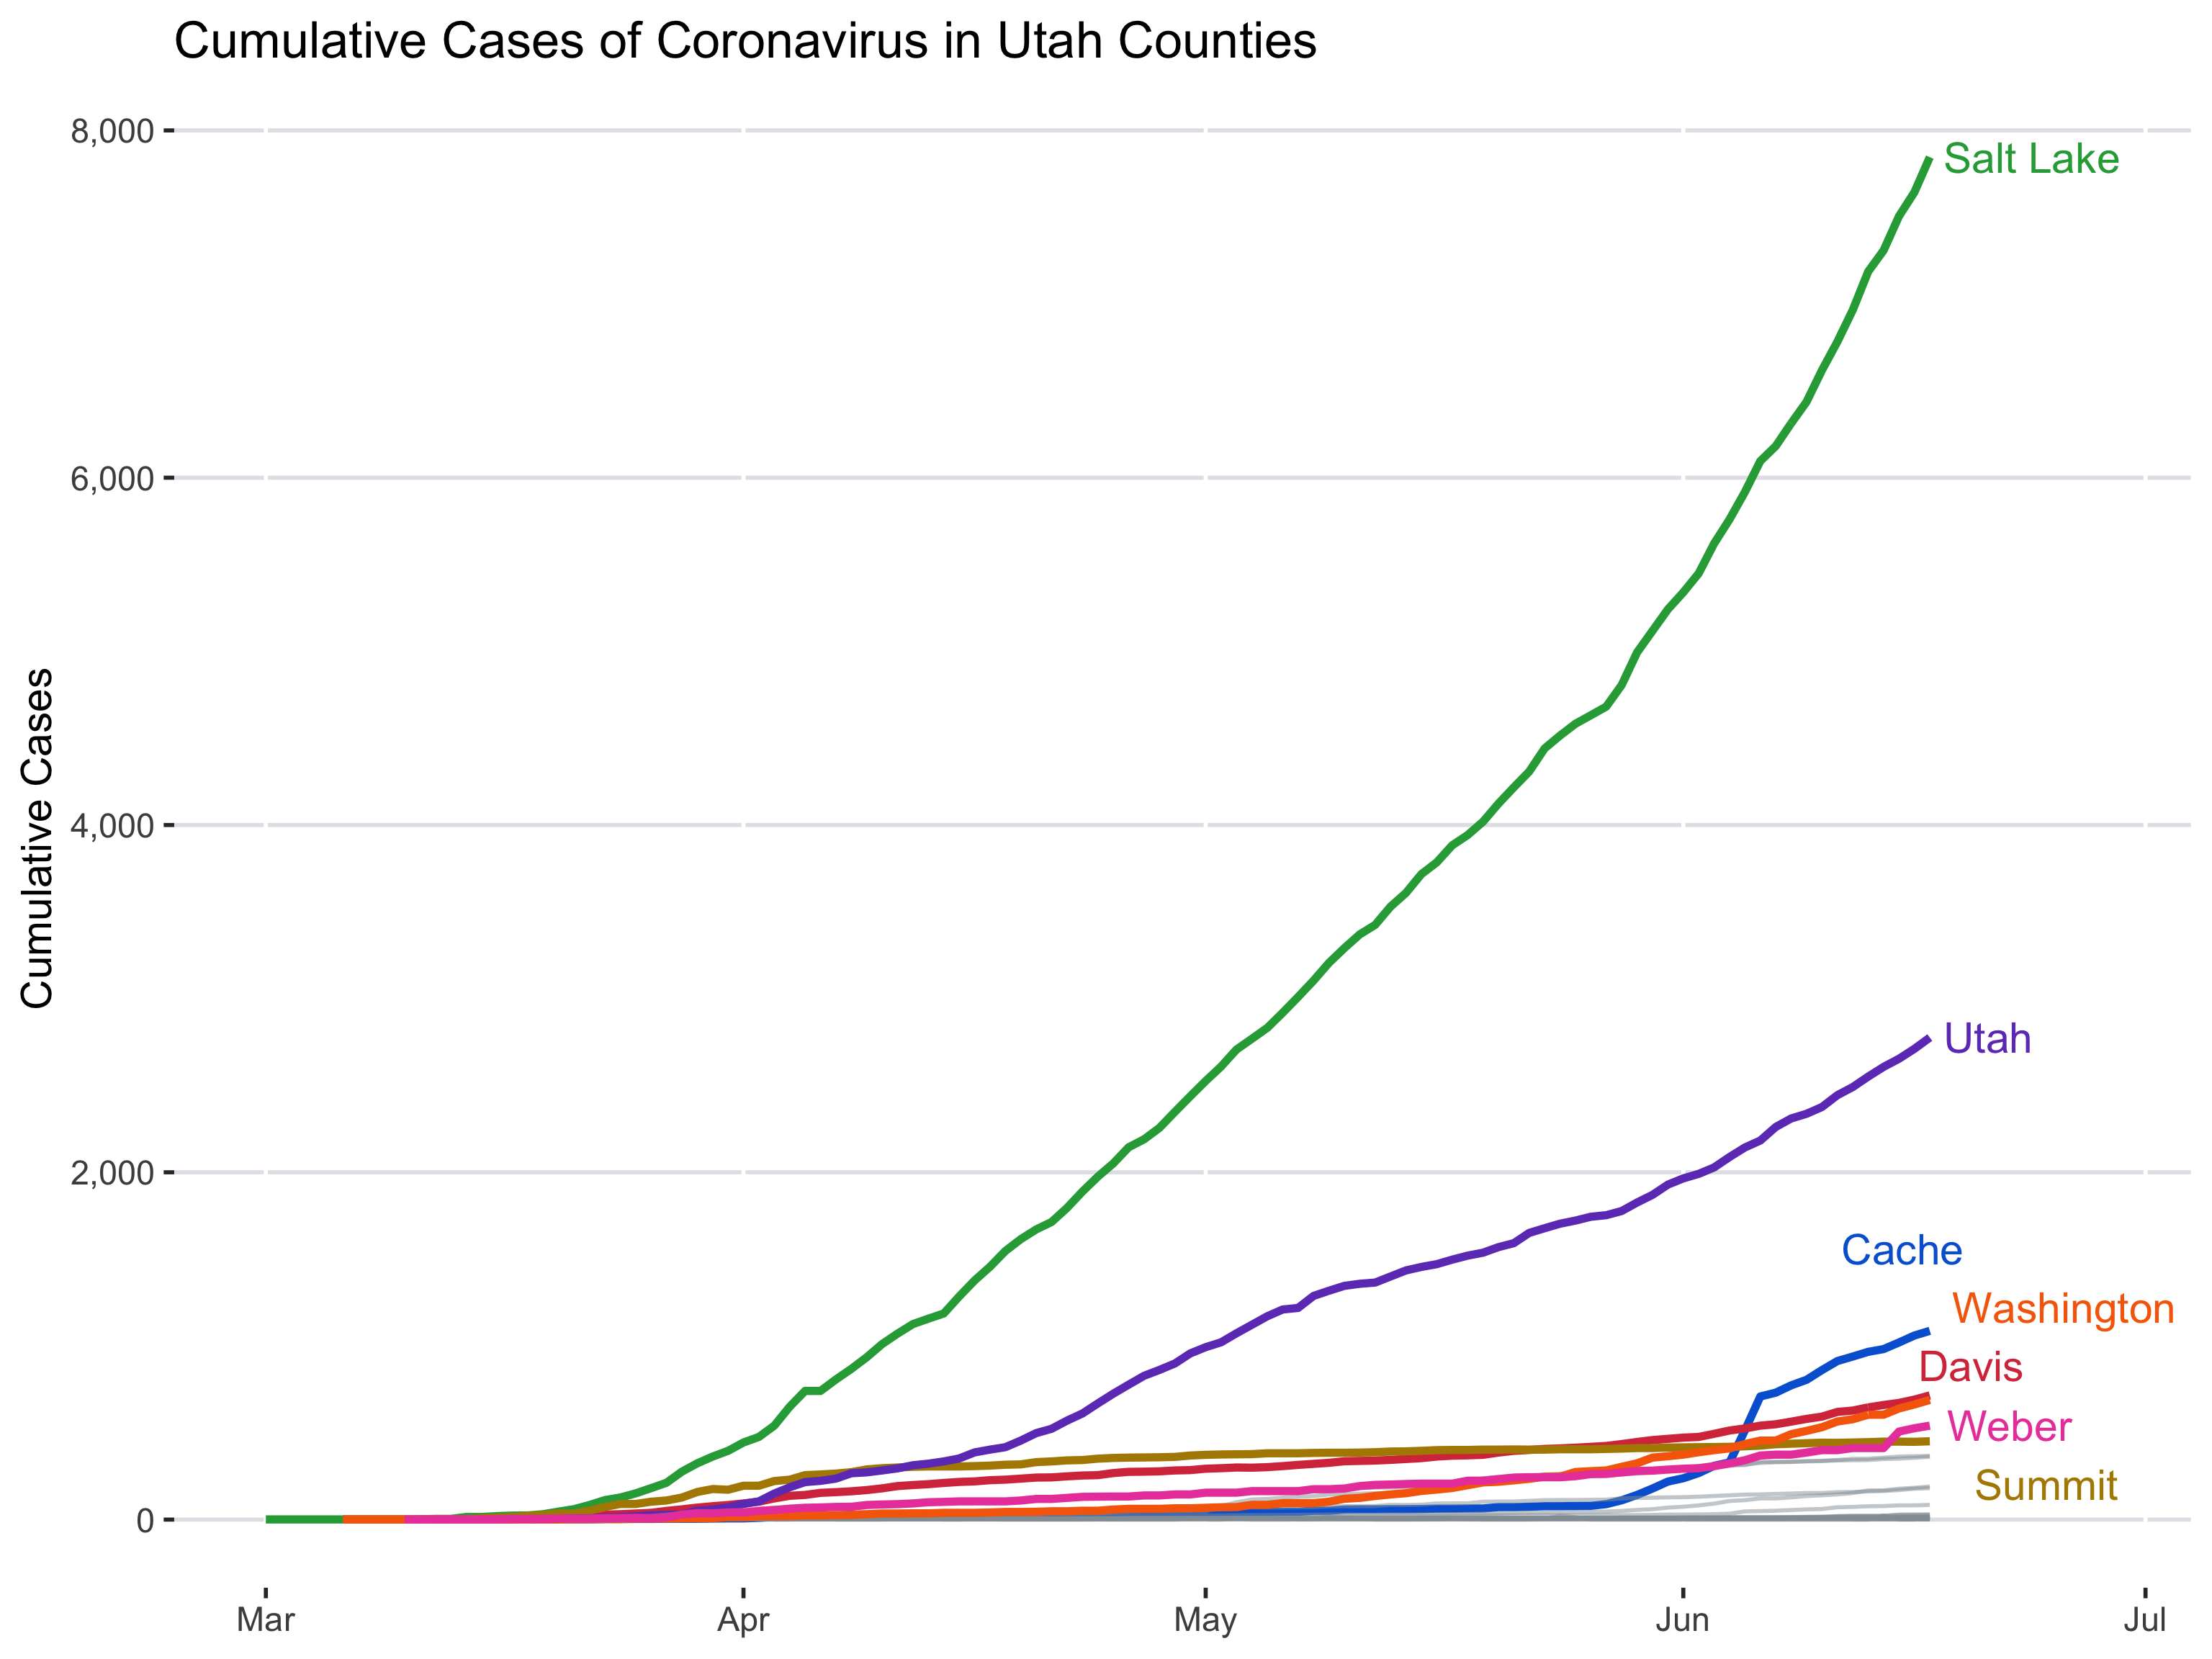 Cumulative Cases of Coronavirus in Utah Counties
8,000
Salt Lake
6,000
Cumulative Cases
4,000
Utah
2,000
Cache
Washington
Davis
Weber
Summit
0
Mar Apr May Jun Jul